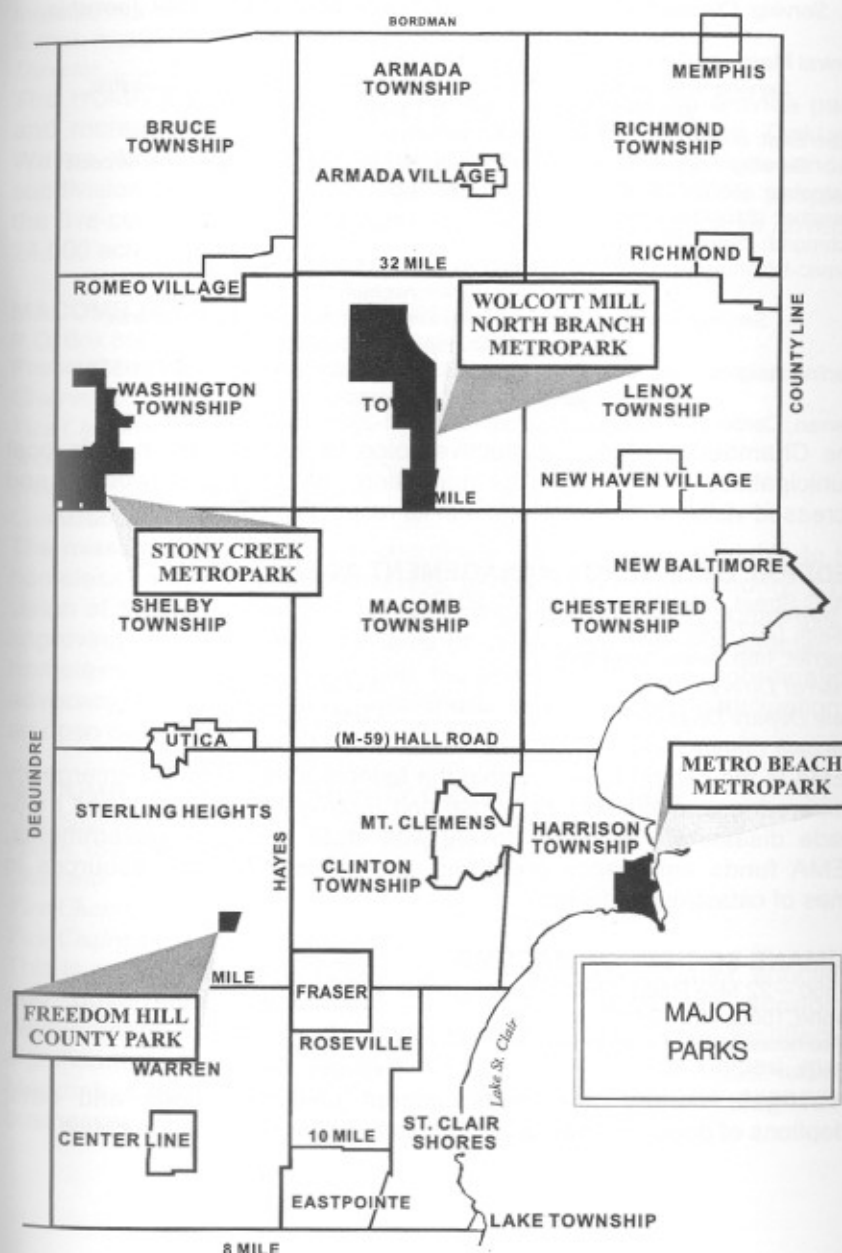 BORDMAN
ARMADA
TOWNSHIP
MEMPHIS
BRUCE
TOWNSHIP
RICHMOND
TOWNSHIP
ARMADA VILLAGE
RICHMOND
32 MILE
ROMEO VILLAGE
WOLCOTT MILL
NORTH BRANCH
METROPARK
COUNTY LINE
WASHINGTON
TOWNSHIP
LENOX
TOWNSHIP
MILE
NEW HAVEN VILLAGE
STONY CREEK
METROPARK
NEW BALTIMORE
SHELBY
TOWNSHIP
MACOMB
TOWNSHIP
CHESTERFIELD
TOWNSHIP
UTICA
(M-59) HALL ROAD
METRO BEACH
METROPARK
DEQUINDRE
STERLING HEIGHTS
HAYES
MT. CLEMENS
HARRISON
TOWNSHIP
CLINTON
TOWNSHIP
MILE
FRASER
FREEDOM HILL
COUNTY PARK
MAJOR
PARKS
ROSEVILLE
Lake St. Clair
WARREN
CENTER LINE
10 MILE
ST. CLAIR
SHORES
EASTPOINTE
LAKE TOWNSHIP
8 MILE